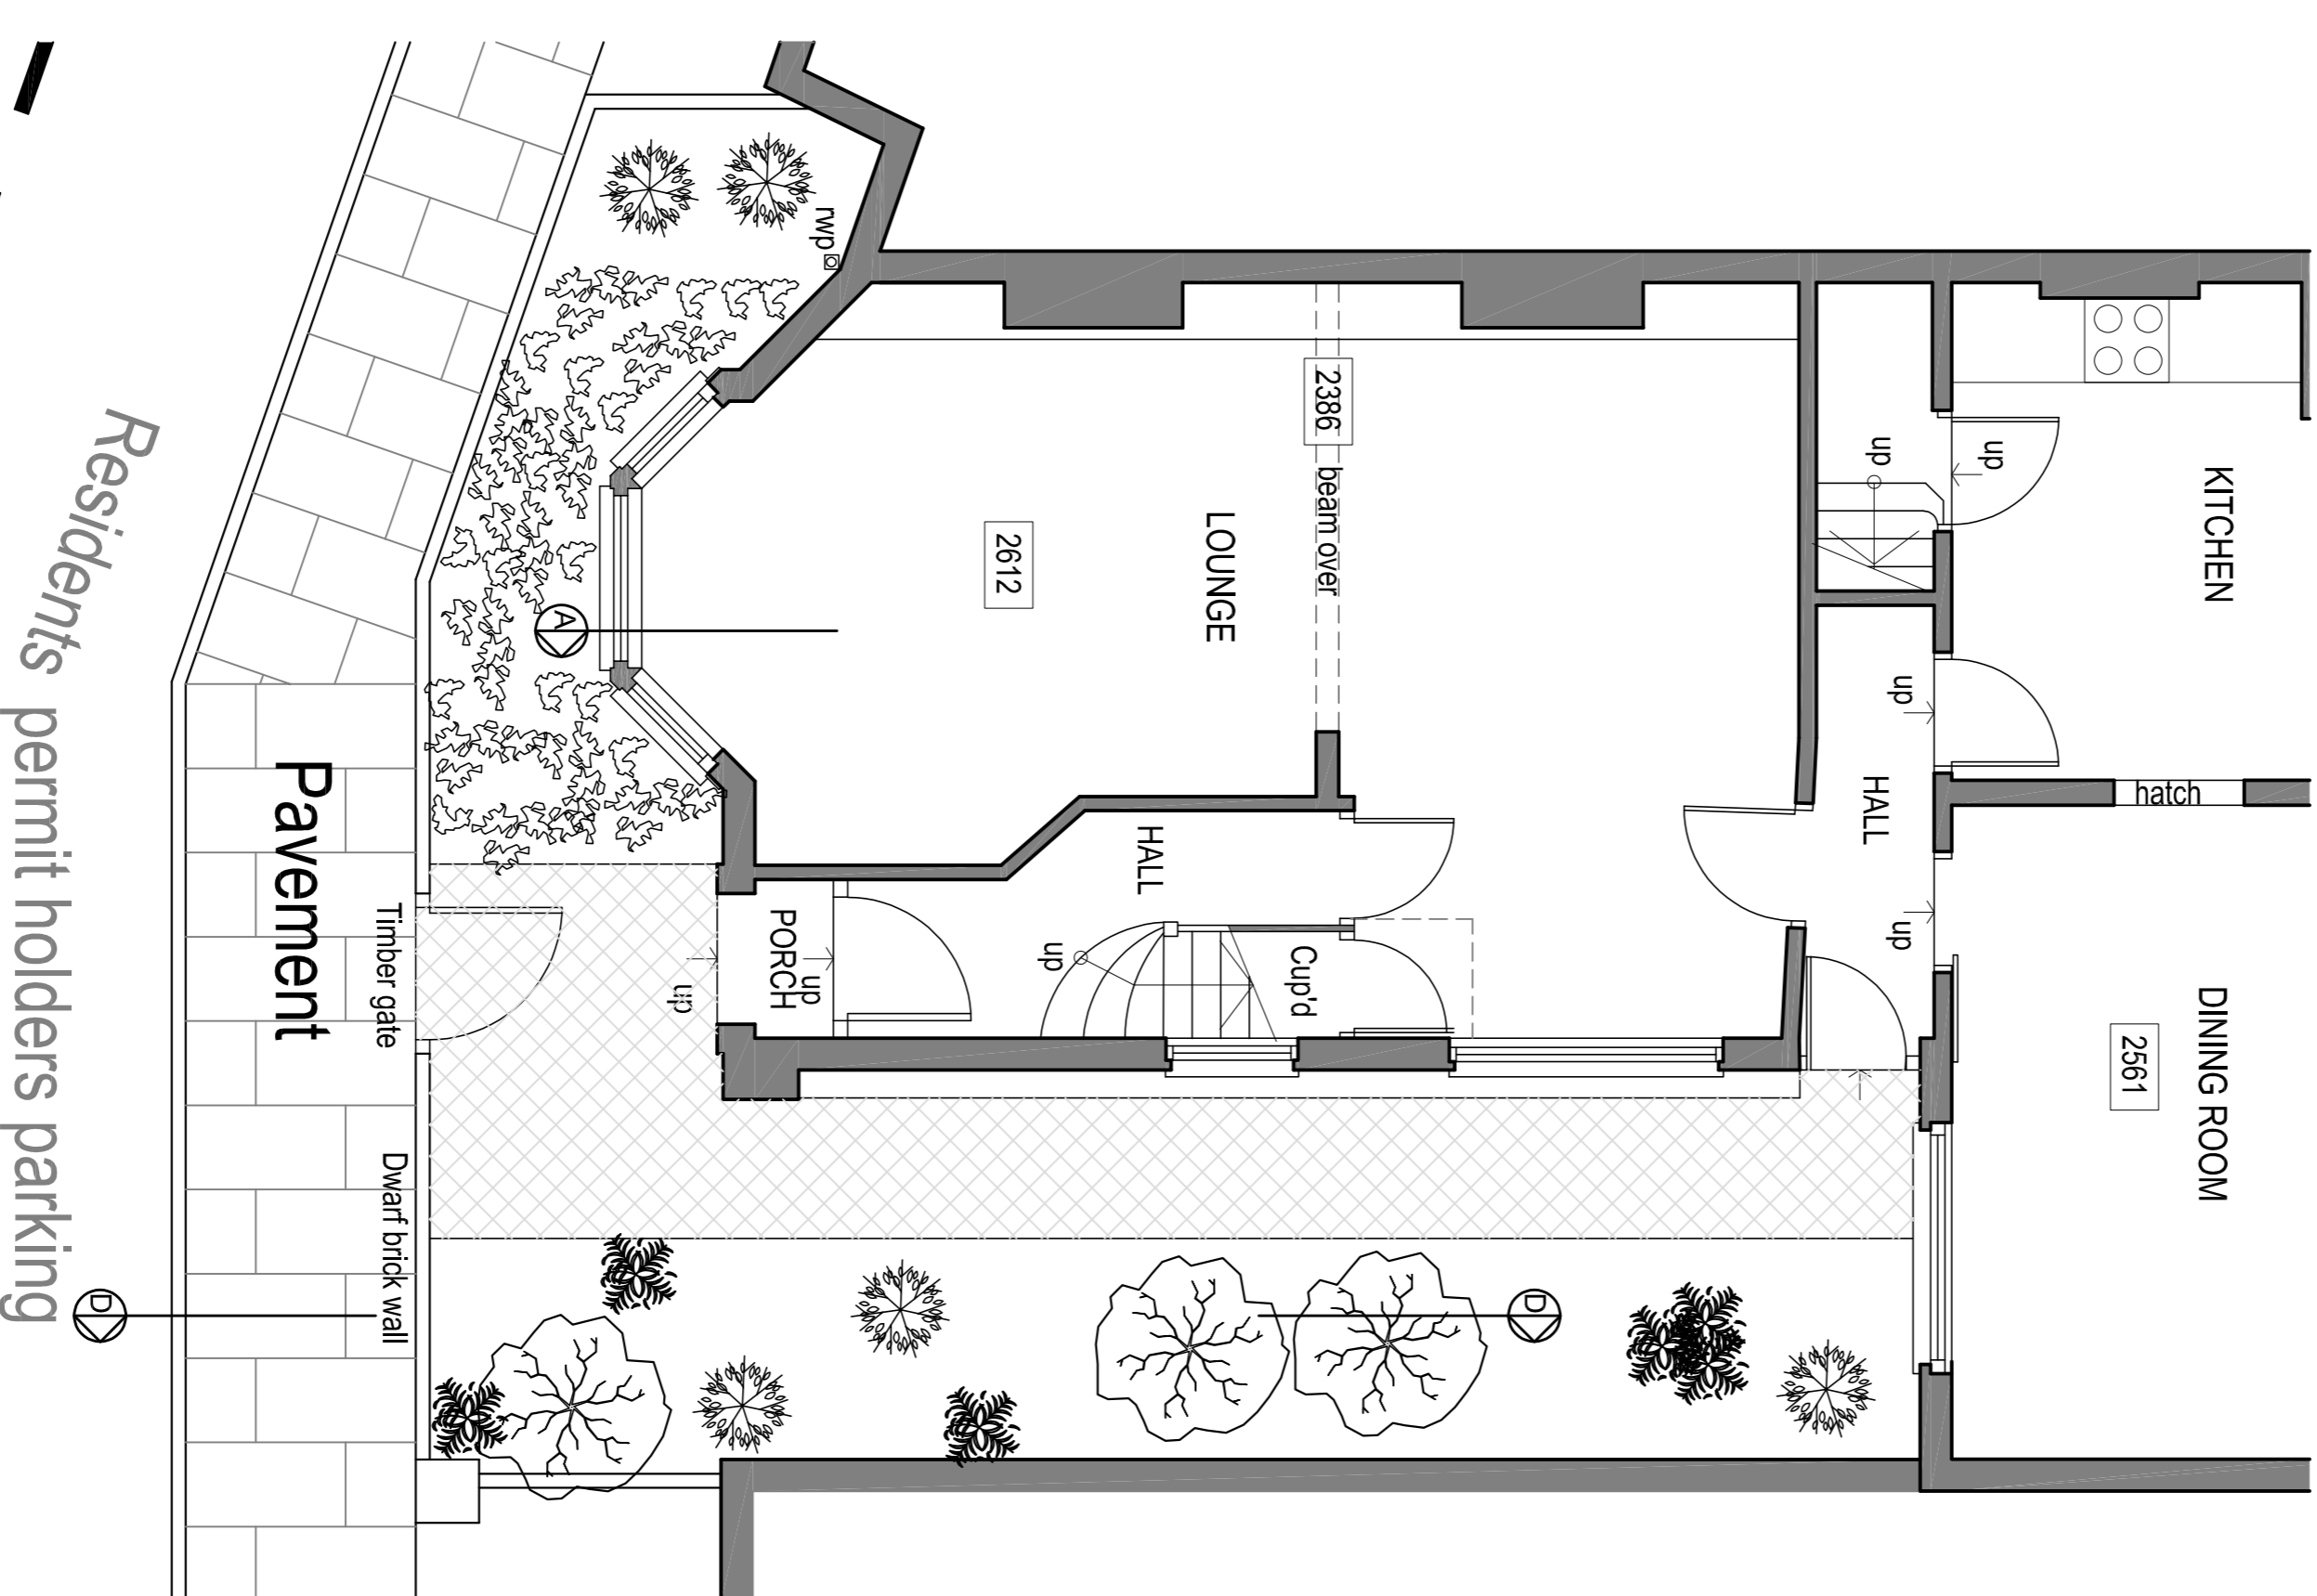 KITCHEN
up
up
up
HALL
hatch
DINING ROOM
2561
up
2386
beam over
LOUNGE
2612
HALL
Cup'd
up
PORCH
up
up
rwp
A
Timber gate
Dwarf brick wall
D
D
Pavement
Residents permit holders parking